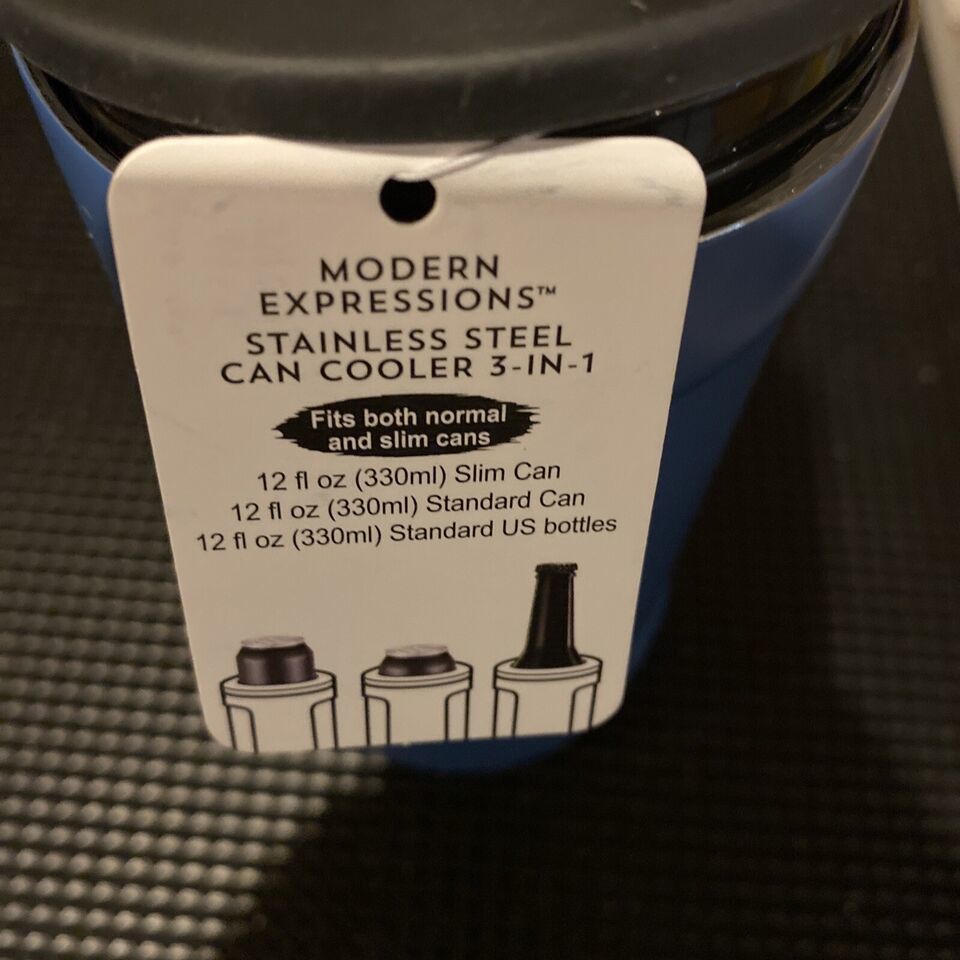 MODERN
EXPRESSIONS™
STAINLESS STEEL
CAN COOLER 3-IN-1
Fits both normal
and slim cans
12 fl oz (330ml) Slim Can
12 fl oz (330ml) Standard Can
12 fl oz (330ml) Standard US bottles